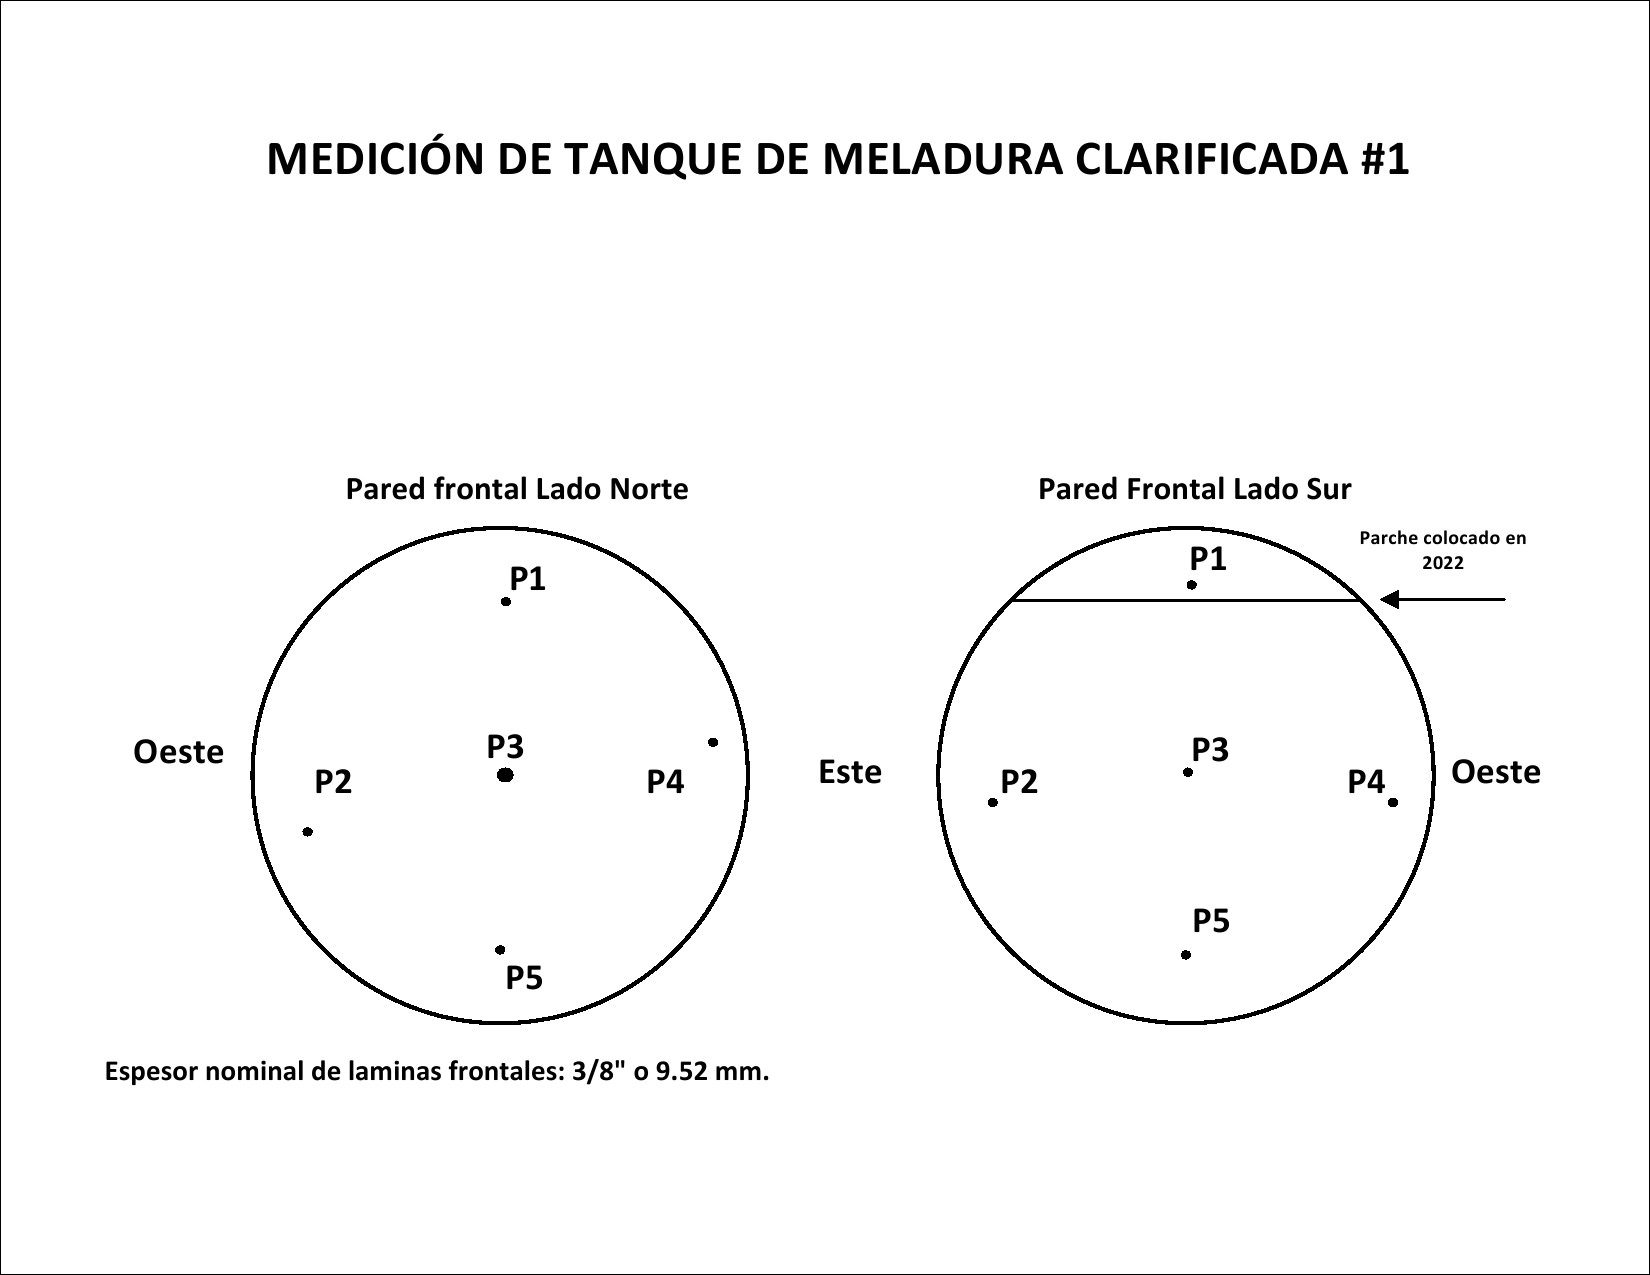 MEDICIÓN DE TANQUE DE MELADURA CLARIFICADA #1
Pared frontal Lado Norte
P1
Oeste
P2
P3
P4
P5
Pared Frontal Lado Sur
Parche colocado en
2022
P1
Este
P2
P3
P4
Oeste
P5
Espesor nominal de laminas frontales: 3/8" o 9.52 mm.